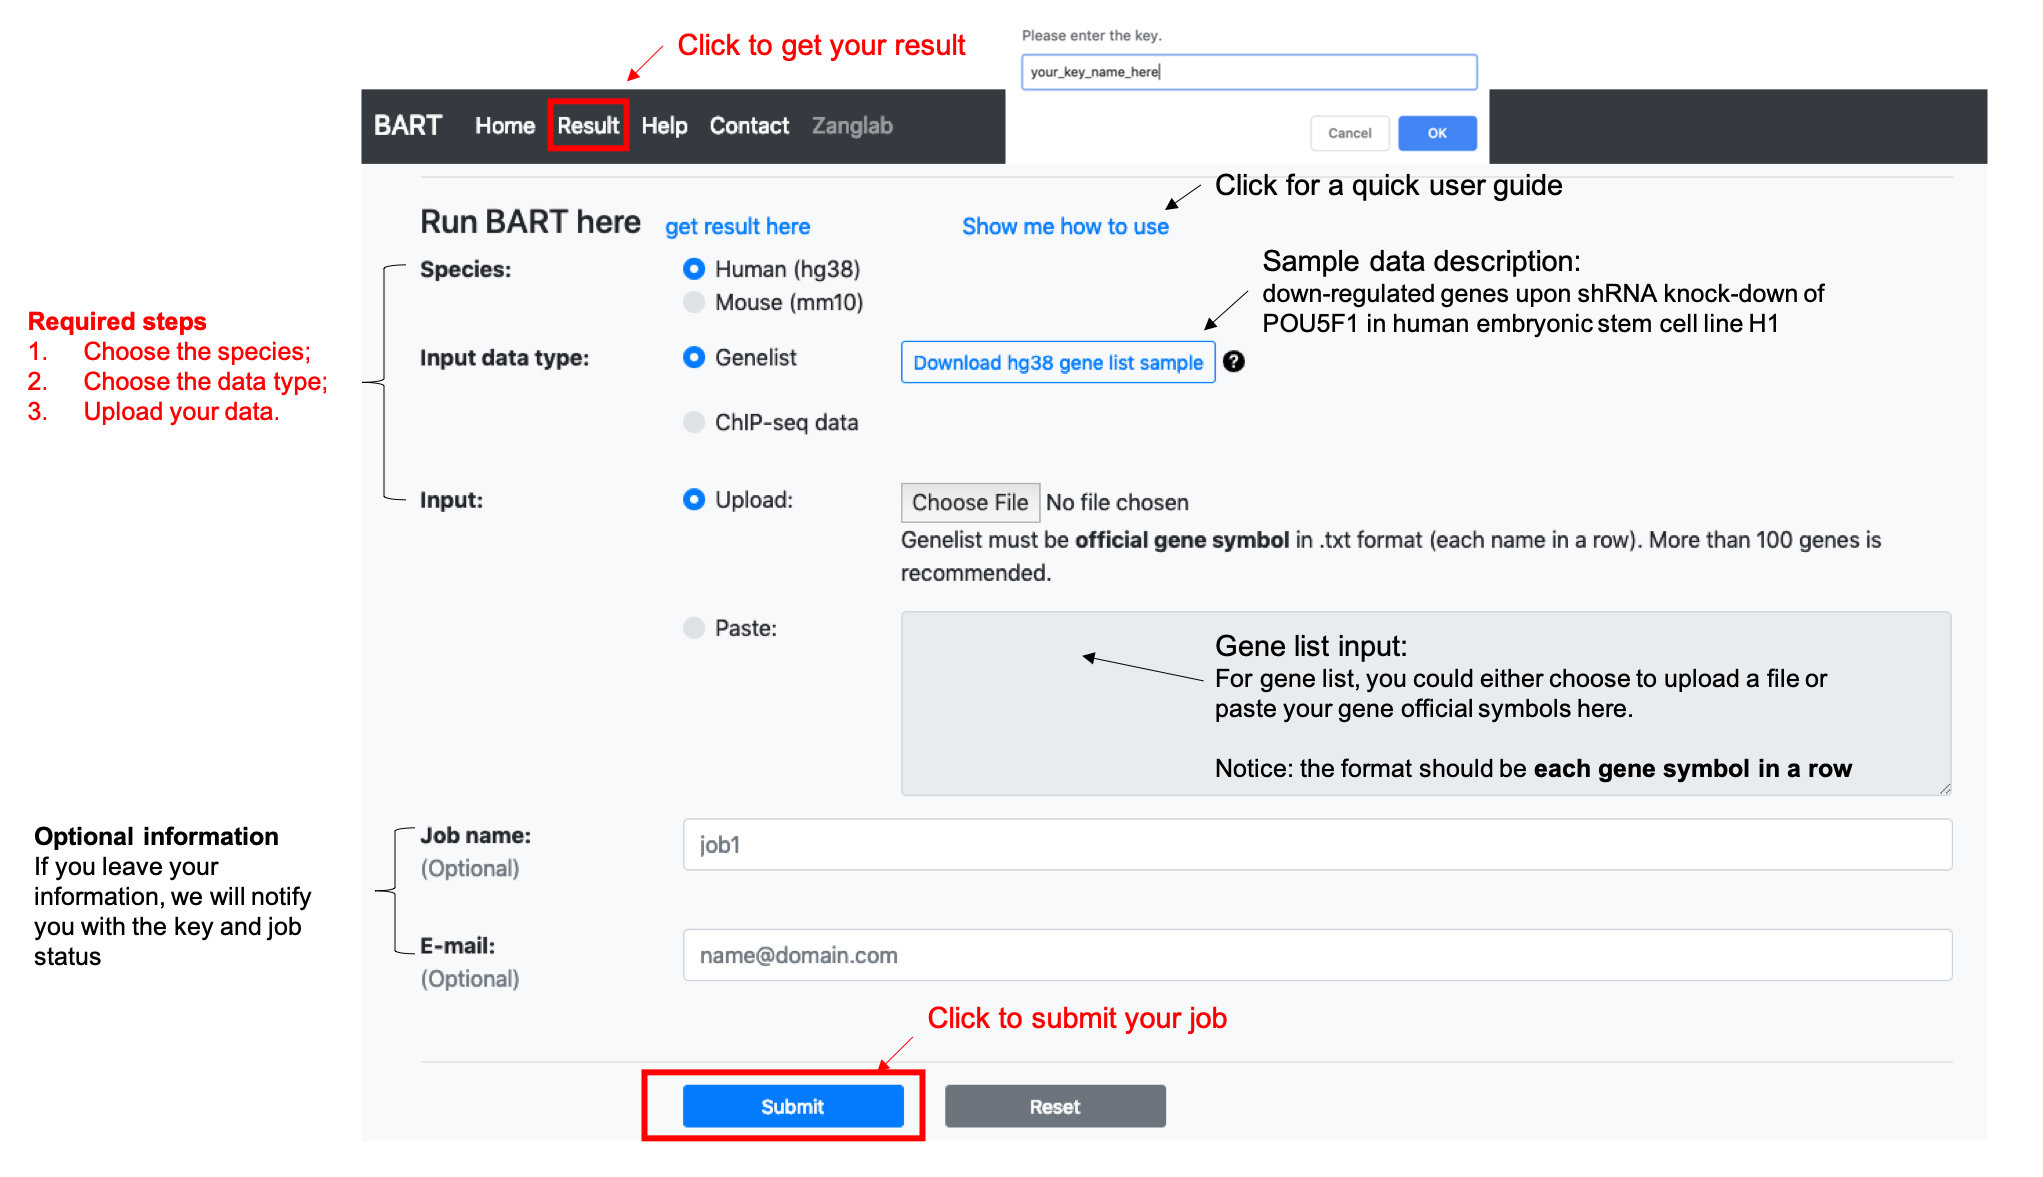 Click to get your result
Please enter the key.
your_key_name_here
Cancel
OK
BART Home Result Help Contact Zanglab
Click for a quick user guide
Run BART here get result here Show me how to use
Species:
Human (hg38)
Mouse (mm10)
Sample data description:
down-regulated genes upon shRNA knock-down of
POU5F1 in human embryonic stem cell line H1
Required steps
1. Choose the species;
2. Choose the data type;
3. Upload your data.
Input data type:
Genelist
Download hg38 gene list sample ?
ChIP-seq data
Input:
Upload:
Choose File No file chosen
Genelist must be official gene symbol in .txt format (each name in a row). More than 100 genes is
recommended.
Paste:
Gene list input:
For gene list, you could either choose to upload a file or
paste your gene official symbols here.
Notice: the format should be each gene symbol in a row
Optional information
If you leave your
information, we will notify
you with the key and job
status
Job name:
(Optional)
job1
E-mail:
(Optional)
name@domain.com
Click to submit your job
Submit
Reset